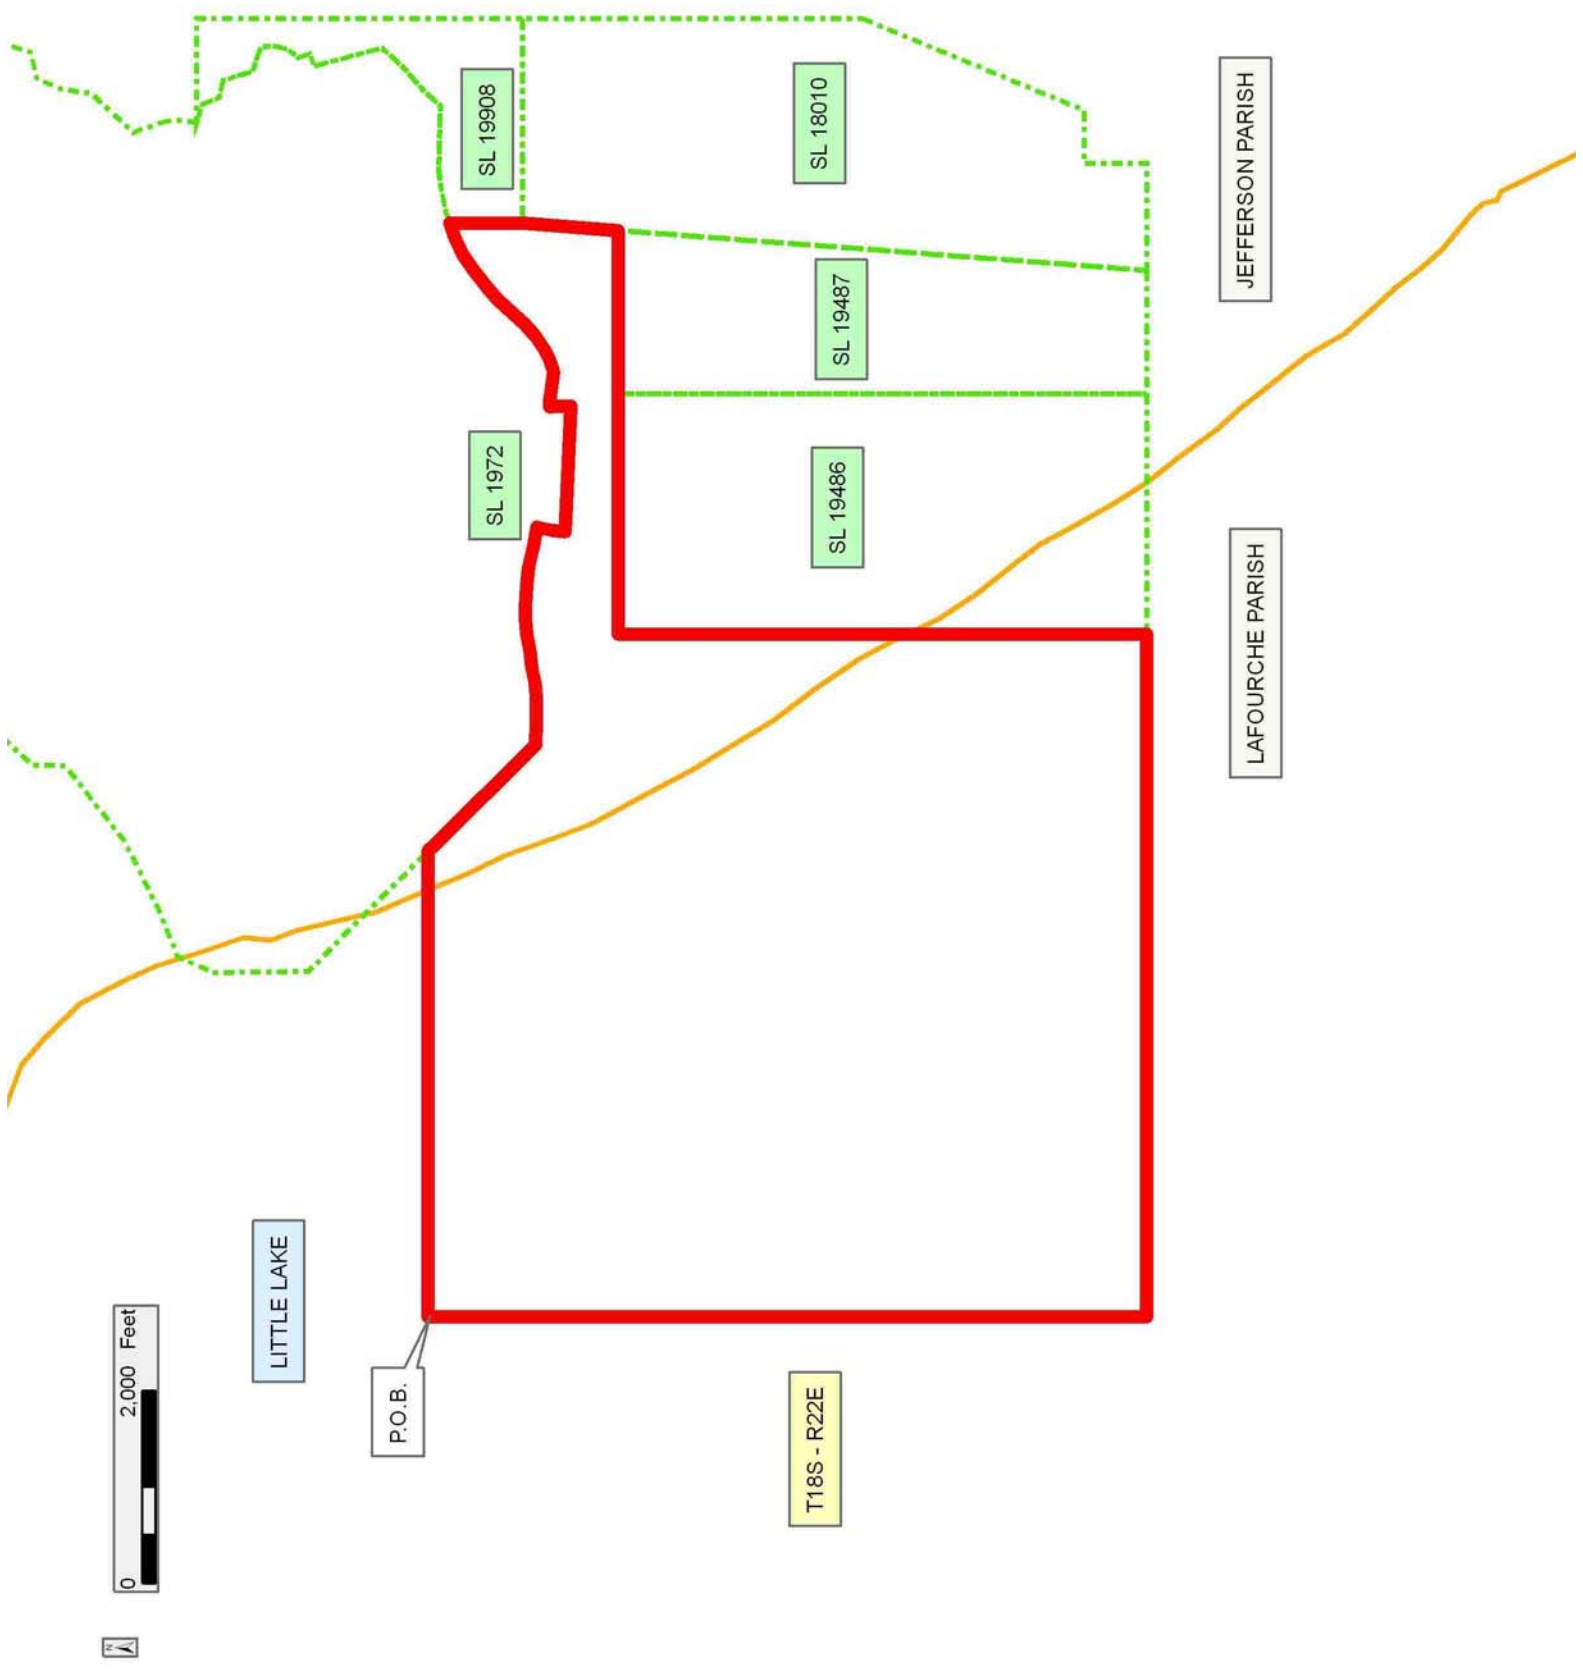 N
0 2,000 Feet
LITTLE LAKE
P.O.B.
T18S - R22E
SL 1972
SL 19908
SL 18010
SL 19487
SL 19486
LAFOURCHE PARISH
JEFFERSON PARISH